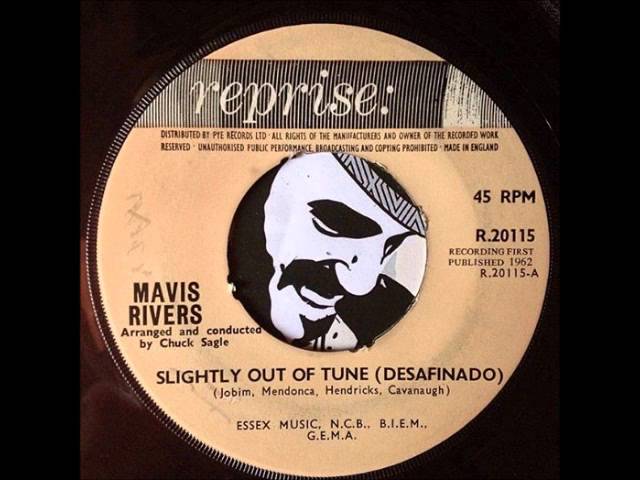 reprise:
DISTRIBUTED BY PYE RECORDS LTD · ALL RIGHTS OF THE MANUFACTURERS AND OWNER OF THE RECORDED WORK
RESERVED · UNAUTHORISED PUBLIC PERFORMANCE, BROADCASTING AND COPYING PROHIBITED · MADE IN ENGLAND
45 RPM
R.20115
RECORDING FIRST
PUBLISHED 1962
R.20115-A
MAVIS
RIVERS
Arranged and conducted
by Chuck Sagle
SLIGHTLY OUT OF TUNE (DESAFINADO)
(Jobim, Mendonca, Hendricks, Cavanaugh)
ESSEX MUSIC, N.C.B., B.I.E.M.,
G.E.M.A.